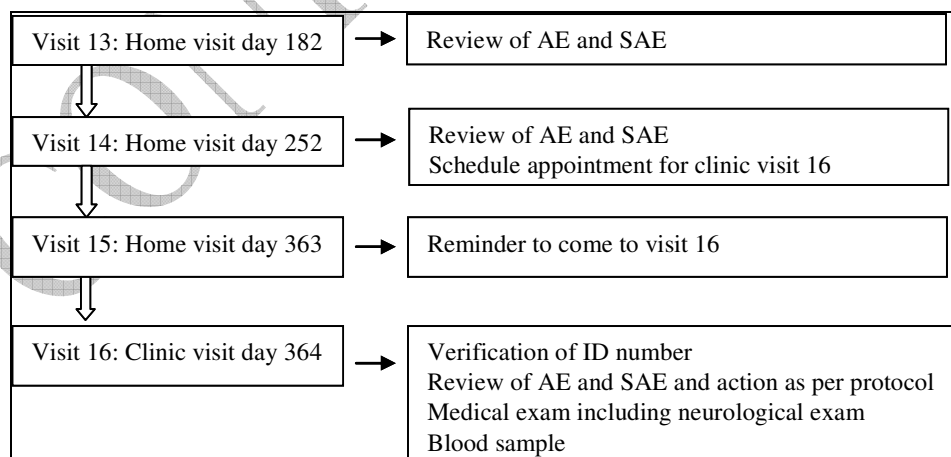 Visit 13: Home visit day 182
Review of AE and SAE
Visit 14: Home visit day 252
Review of AE and SAE
Schedule appointment for clinic visit 16
Visit 15: Home visit day 363
Reminder to come to visit 16
Visit 16: Clinic visit day 364
Verification of ID number
Review of AE and SAE and action as per protocol
Medical exam including neurological exam
Blood sample